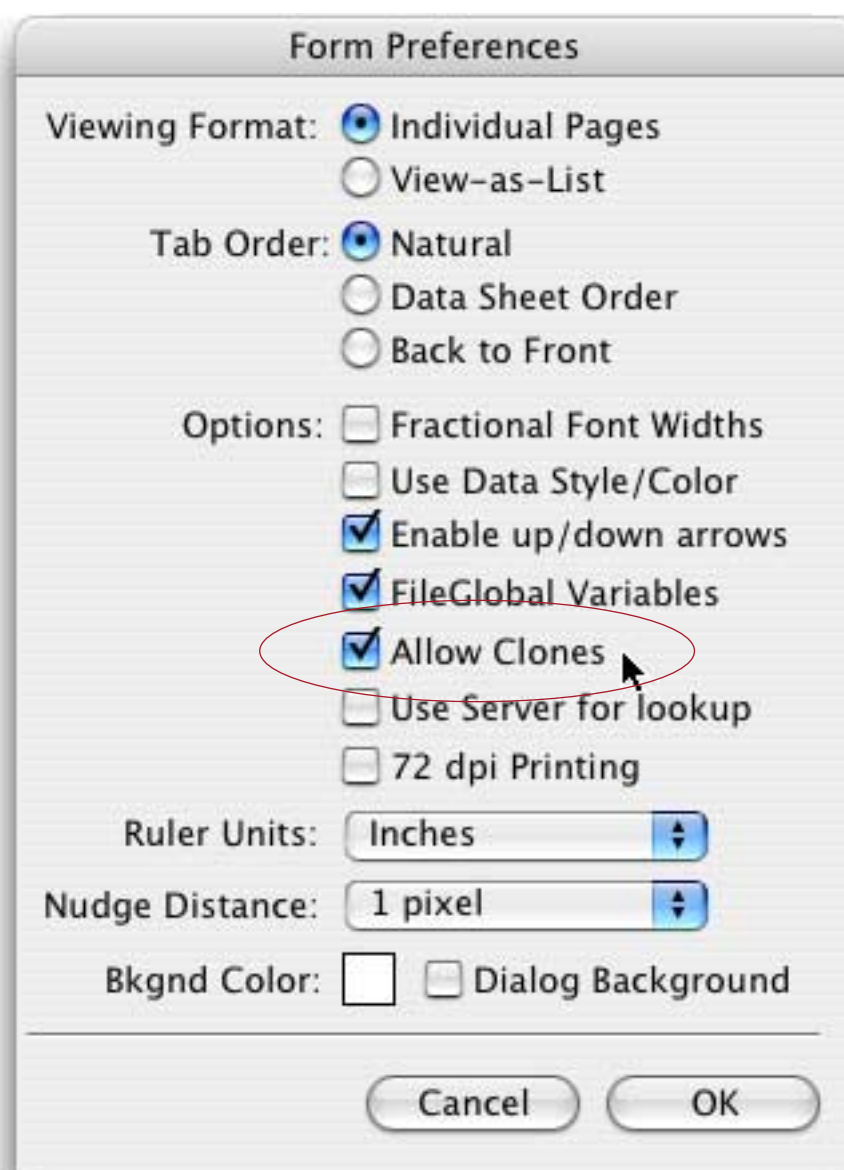 Form Preferences
Viewing Format: Individual Pages
View-as-List
Tab Order: Natural
Data Sheet Order
Back to Front
Options: Fractional Font Widths
Use Data Style/Color
Enable up/down arrows
FileGlobal Variables
Allow Clones
Use Server for lookup
72 dpi Printing
Ruler Units: Inches
Nudge Distance: 1 pixel
Bkgnd Color: Dialog Background
Cancel OK